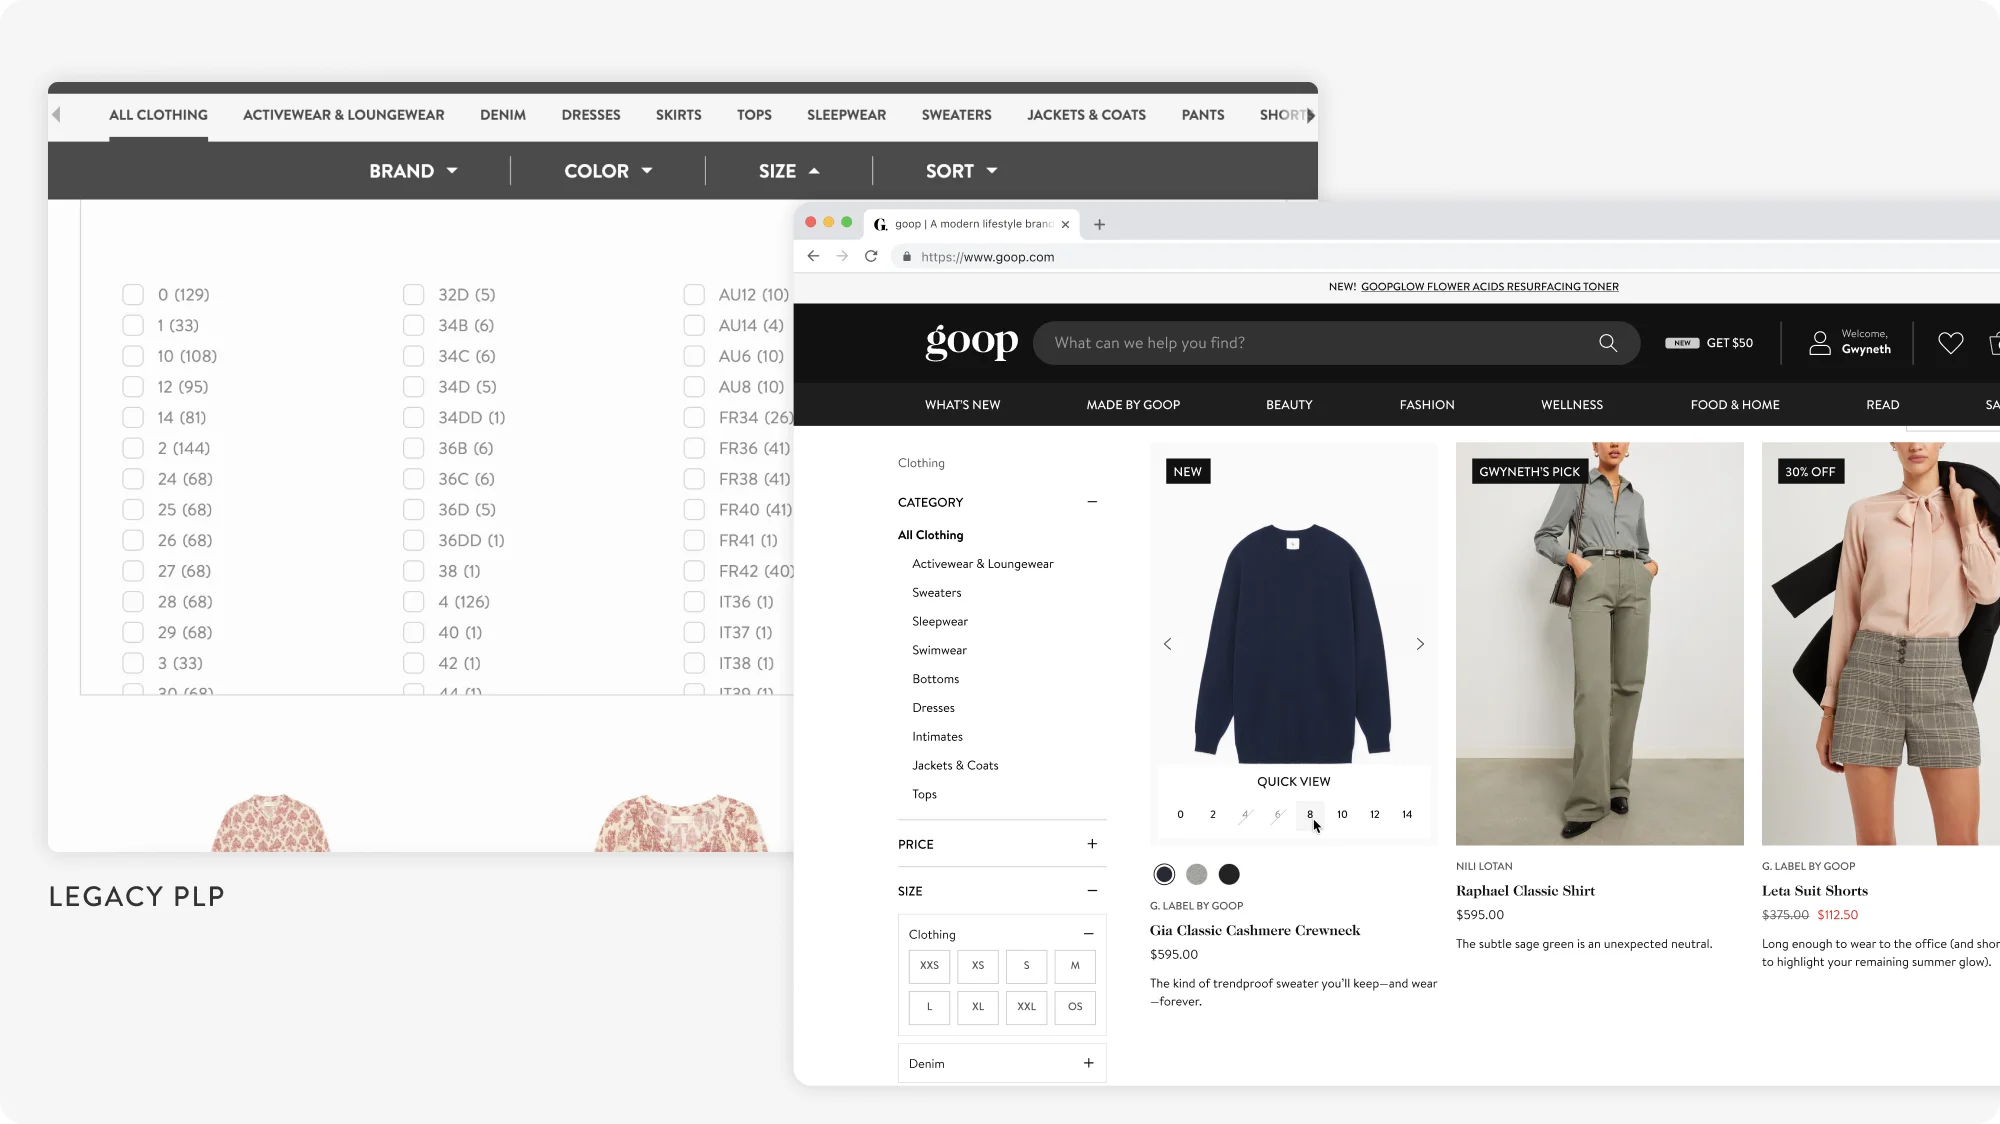 ALL CLOTHING ACTIVEWEAR & LOUNGEWEAR DENIM DRESSES SKIRTS TOPS SLEEPWEAR SWEATERS JACKETS & COATS PANTS SHORT
BRAND COLOR SIZE SORT
0 (129)
1 (33)
10 (108)
12 (95)
14 (81)
2 (144)
24 (68)
25 (68)
26 (68)
27 (68)
28 (68)
29 (68)
3 (33)
30 (68)
32D (5)
34B (6)
34C (6)
34D (5)
34DD (1)
36B (6)
36C (6)
36D (5)
36DD (1)
38 (1)
4 (126)
40 (1)
42 (1)
44 (1)
AU12 (10)
AU14 (4)
AU6 (10)
AU8 (10)
FR34 (26)
FR36 (41)
FR38 (41)
FR40 (41)
FR41 (1)
FR42 (40)
IT36 (1)
IT37 (1)
IT38 (1)
IT39 (1)
LEGACY PLP
G. goop | A modern lifestyle brand
https://www.goop.com
NEW! GOOPGLOW FLOWER ACIDS RESURFACING TONER
goop What can we help you find? NEW GET $50 Welcome,
Gwyneth
WHAT'S NEW MADE BY GOOP BEAUTY FASHION WELLNESS FOOD & HOME READ SA
Clothing
CATEGORY
All Clothing
Activewear & Loungewear
Sweaters
Sleepwear
Swimwear
Bottoms
Dresses
Intimates
Jackets & Coats
Tops
PRICE
SIZE
Clothing
XXS XS S M
L XL XXL OS
Denim
NEW
QUICK VIEW
0 2 4 6 8 10 12 14
G. LABEL BY GOOP
Gia Classic Cashmere Crewneck
$595.00
The kind of trendproof sweater you'll keep—and wear
—forever.
GWYNETH'S PICK
NILI LOTAN
Raphael Classic Shirt
$595.00
The subtle sage green is an unexpected neutral.
30% OFF
G. LABEL BY GOOP
Leta Suit Shorts
$375.00 $112.50
Long enough to wear to the office (and shor
to highlight your remaining summer glow).